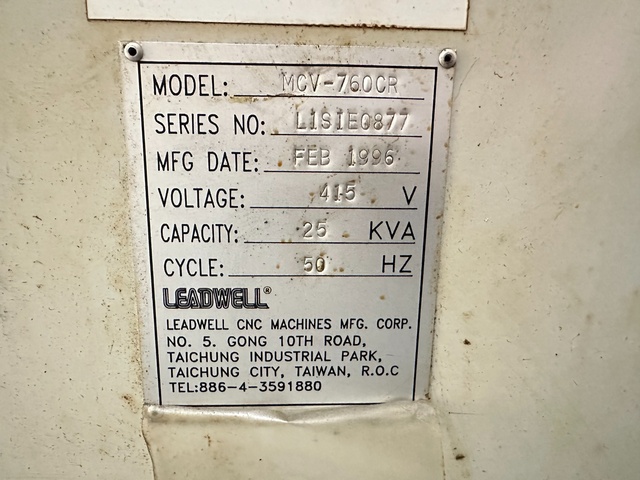 MODEL: MCV-760CR
SERIES NO: L1S1E0877
MFG DATE: FEB 1996
VOLTAGE: 415 V
CAPACITY: 25 KVA
CYCLE: 50 HZ
LEADWELL®
LEADWELL CNC MACHINES MFG. CORP.
NO. 5. GONG 10TH ROAD,
TAICHUNG INDUSTRIAL PARK,
TAICHUNG CITY, TAIWAN, R.O.C
TEL:886-4-3591880